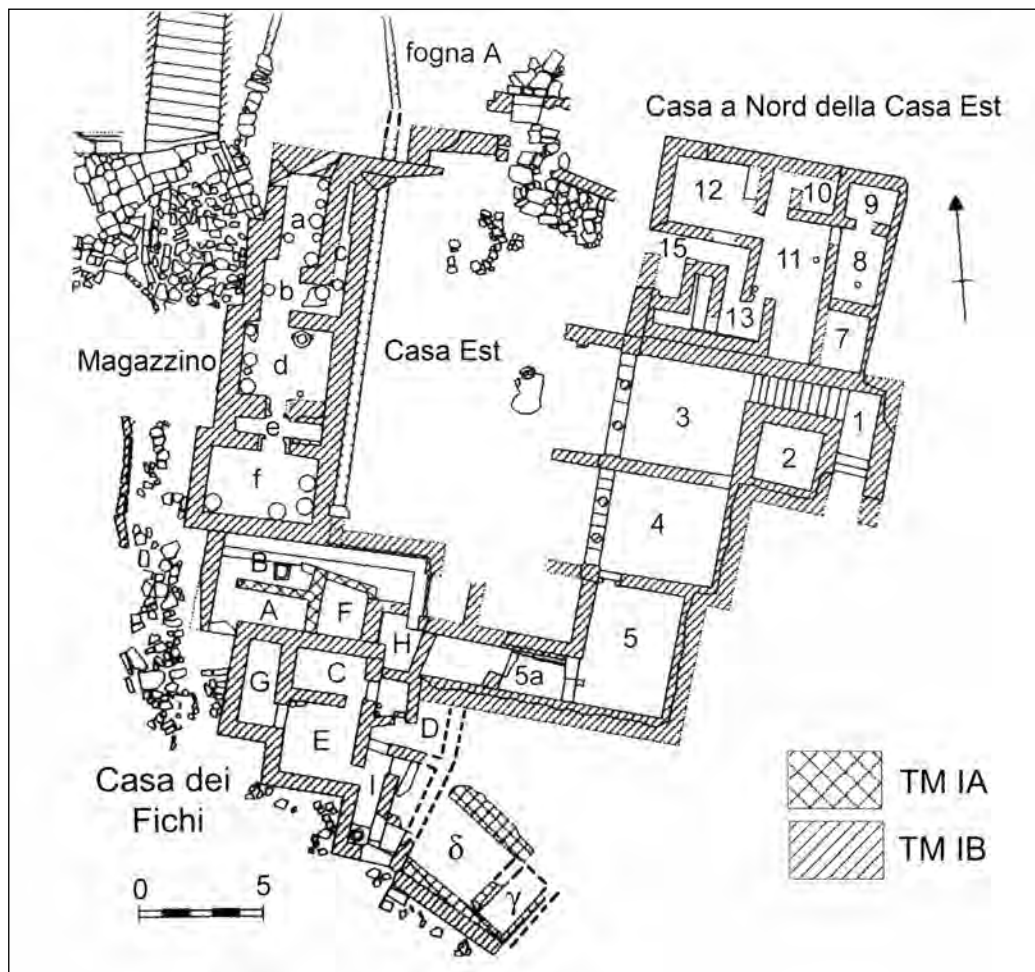 fogna A
Casa a Nord della Casa Est
12
10
9
a
c
15
11
8
b
13
7
Magazzino
Casa Est
d
3
1
e
2
f
4
B
A
F
5
H
C
5a
G
D
E
I
Casa dei
Fichi
TM IA
TM IB
δ
γ
0 5